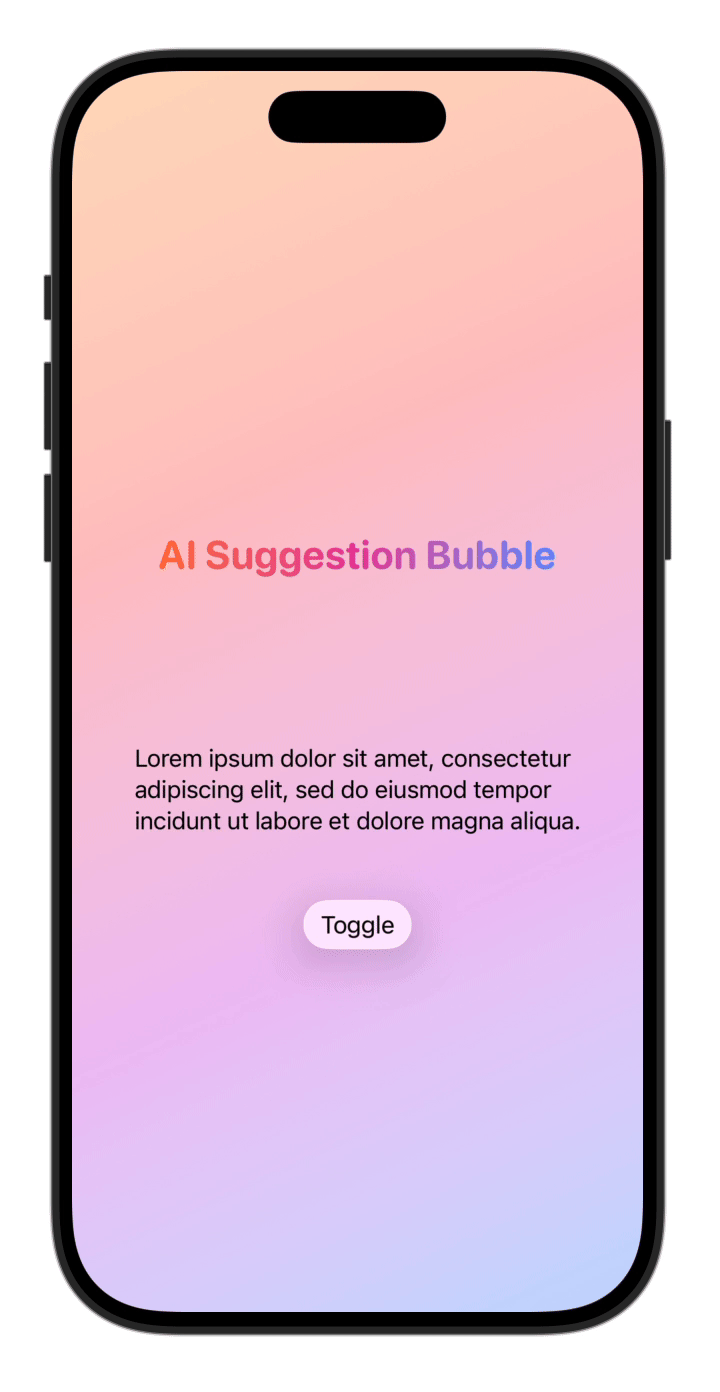 AI Suggestion Bubble
Lorem ipsum dolor sit amet, consectetur
adipiscing elit, sed do eiusmod tempor
incidunt ut labore et dolore magna aliqua.
Toggle